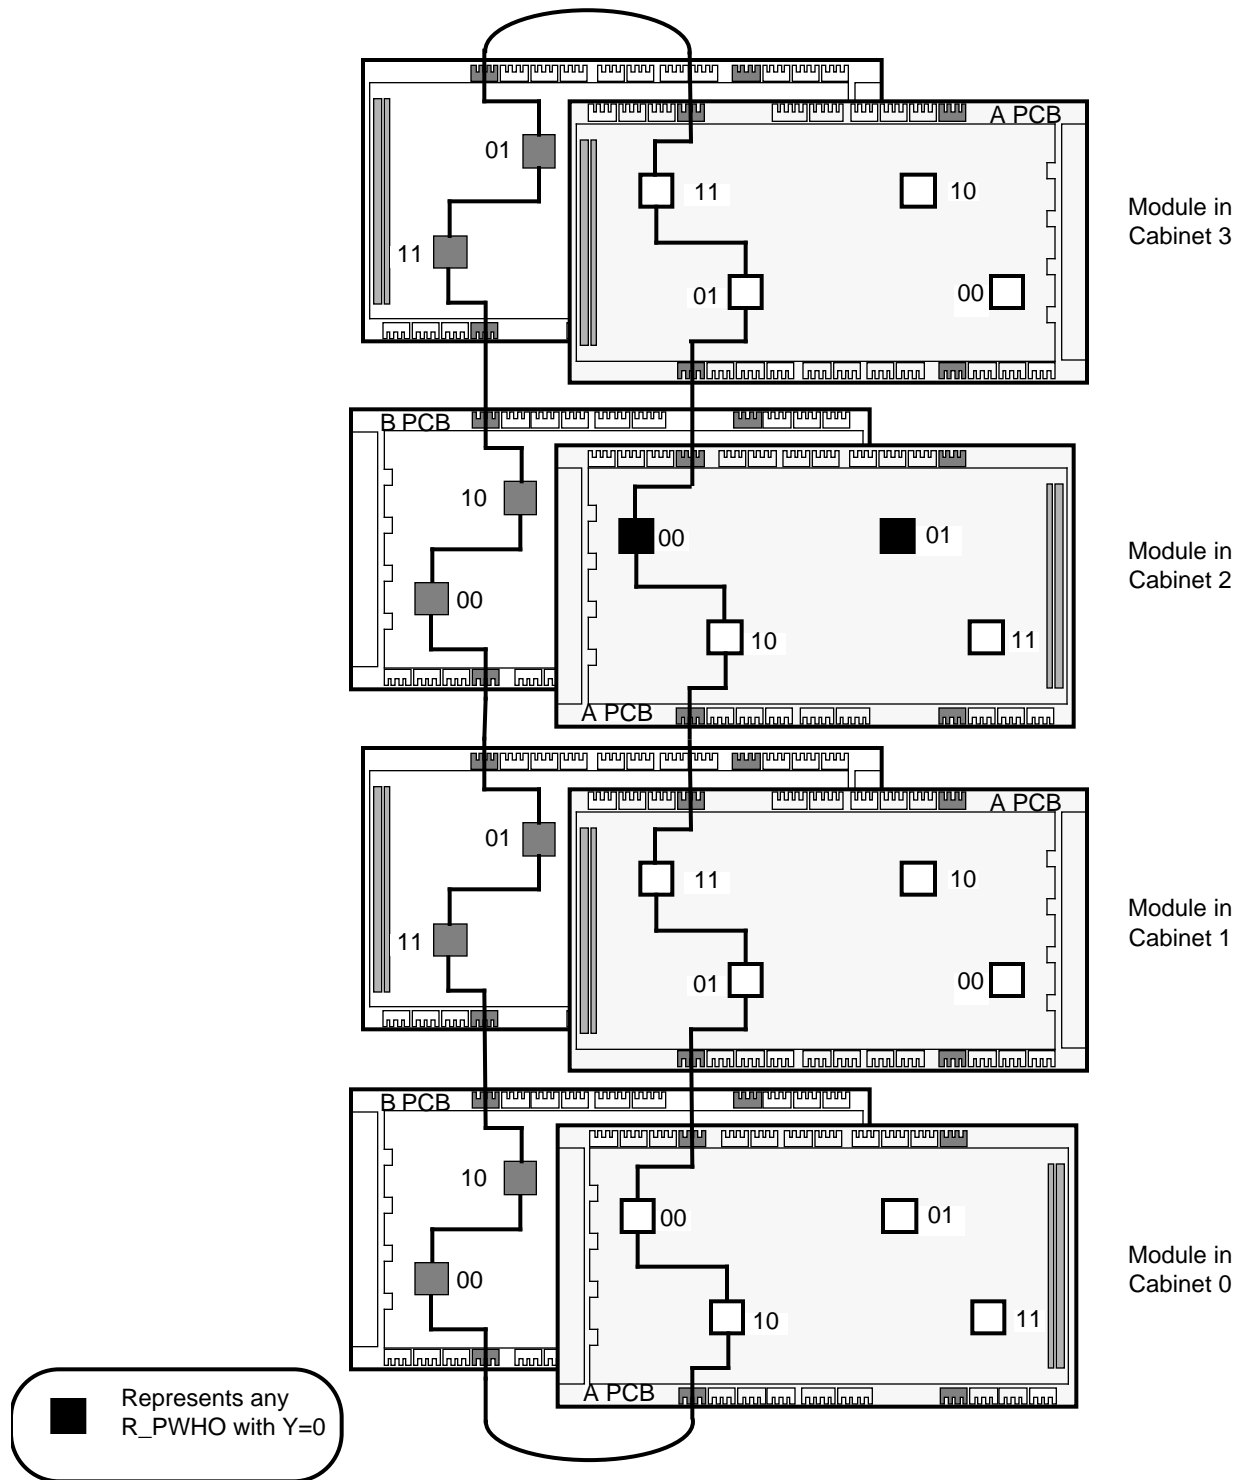 A PCB
01
11
10
11
01
00
Module in
Cabinet 3
B PCB
10
00
01
00
10
11
A PCB
Module in
Cabinet 2
A PCB
01
11
10
11
01
00
Module in
Cabinet 1
B PCB
10
00
01
00
10
11
A PCB
Module in
Cabinet 0
Represents any
R_PWHO with Y=0